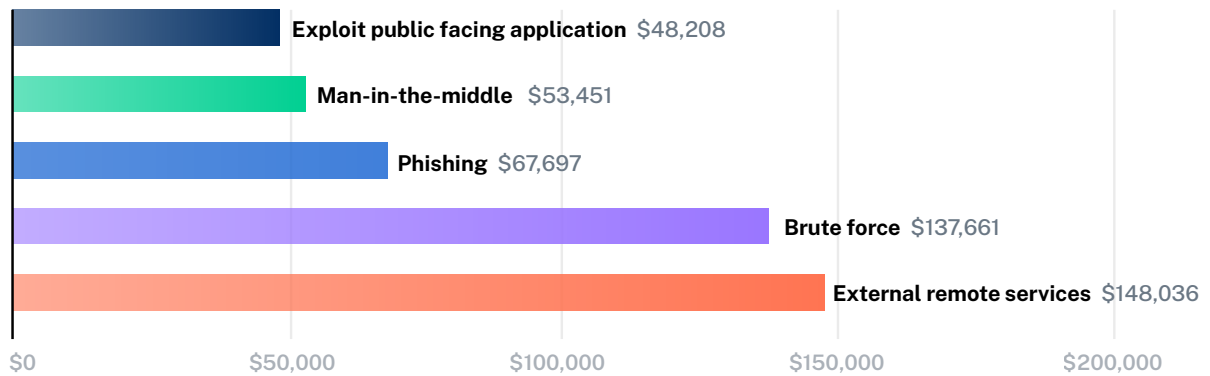 Exploit public facing application $48,208
Man-in-the-middle $53,451
Phishing $67,697
Brute force $137,661
External remote services $148,036
$0 $50,000 $100,000 $150,000 $200,000